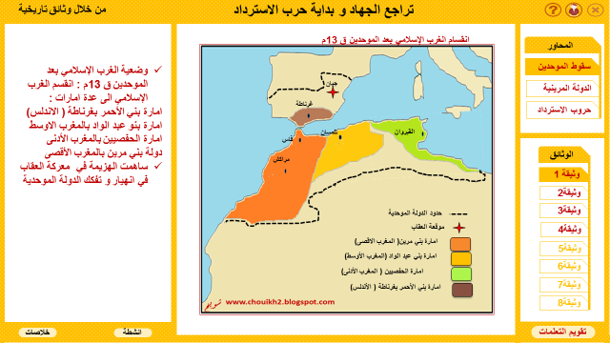 تراجع الجهاد و بداية حرب الاسترداد
من خلال وثائق تاريخية
المحاور
سقوط الموحدين
الدولة المرينية
حروب الاسترداد
الوثائق
وثيقة 1
وثيقة2
وثيقة3
وثيقة4
وثيقة5
وثيقة6
وثيقة7
وثيقة8
تقويم التعلمات
انقسام الغرب الإسلامي بعد الموحدين ق 13م
جيان
غرناطة
فاس
تلمسان
القيروان
مراكش
حدود الدولة الموحدية
موقعة العقاب
امارة بني مرين( المغرب الاقصى)
امارة بني عبد الواد (المغرب الأوسط)
امارة الحفصيين ( المغرب الأدنى)
امارة بني الأحمر بغرناطة ( الأندلس)
www.chouikh2.blogspot.com
✓ وضعية الغرب الإسلامي بعد
الموحدين ق 13م : انقسم الغرب
الإسلامي الى عدة امارات :
امارة بني الأحمر بغرناطة ( الاندلس)
امارة بنو عبد الواد بالمغرب الاوسط
امارة الحفصيين بالمغرب الأدنى
دولة بني مرين بالمغرب الأقصى
✓ ساهمت الهزيمة في معركة العقاب
في انهيار و تفكك الدولة الموحدية
انشطة
خلاصات